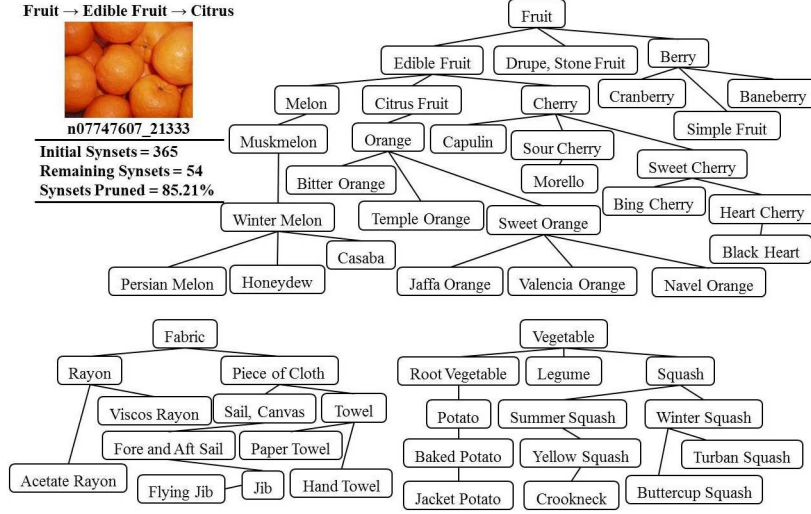 Fruit → Edible Fruit → Citrus
n07747607_21333
Initial Synsets = 365
Remaining Synsets = 54
Synsets Pruned = 85.21%
Fruit
Edible Fruit
Drupe, Stone Fruit
Berry
Melon
Citrus Fruit
Cherry
Cranberry
Baneberry
Simple Fruit
Muskmelon
Orange
Capulin
Sour Cherry
Sweet Cherry
Bitter Orange
Morello
Winter Melon
Temple Orange
Sweet Orange
Bing Cherry
Heart Cherry
Casaba
Black Heart
Persian Melon
Honeydew
Jaffa Orange
Valencia Orange
Navel Orange
Fabric
Rayon
Piece of Cloth
Viscos Rayon
Sail, Canvas
Towel
Fore and Aft Sail
Paper Towel
Acetate Rayon
Flying Jib
Jib
Hand Towel
Vegetable
Root Vegetable
Legume
Squash
Potato
Summer Squash
Winter Squash
Baked Potato
Yellow Squash
Turban Squash
Jacket Potato
Crookneck
Buttercup Squash